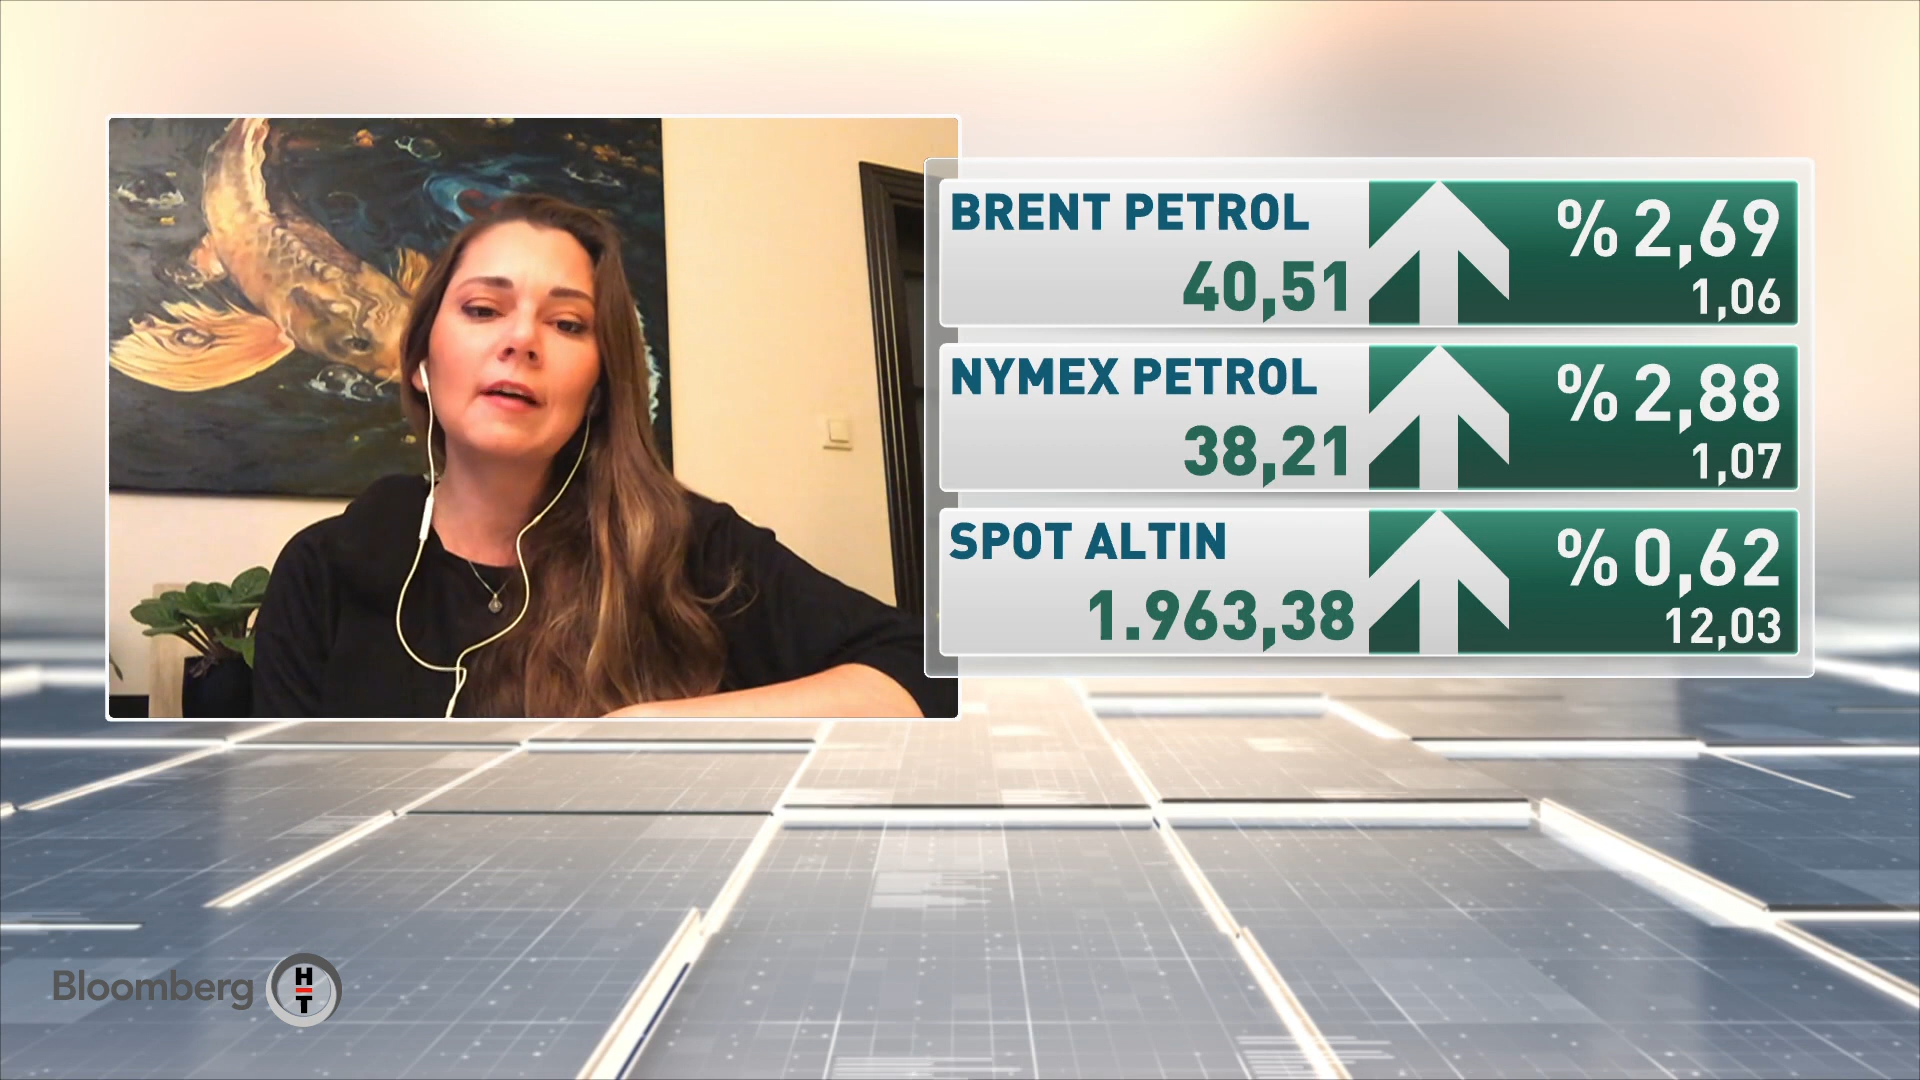 BRENT PETROL
40,51
% 2,69
1,06
NYMEX PETROL
38,21
% 2,88
1,07
SPOT ALTIN
1.963,38
% 0,62
12,03
Bloomberg HT